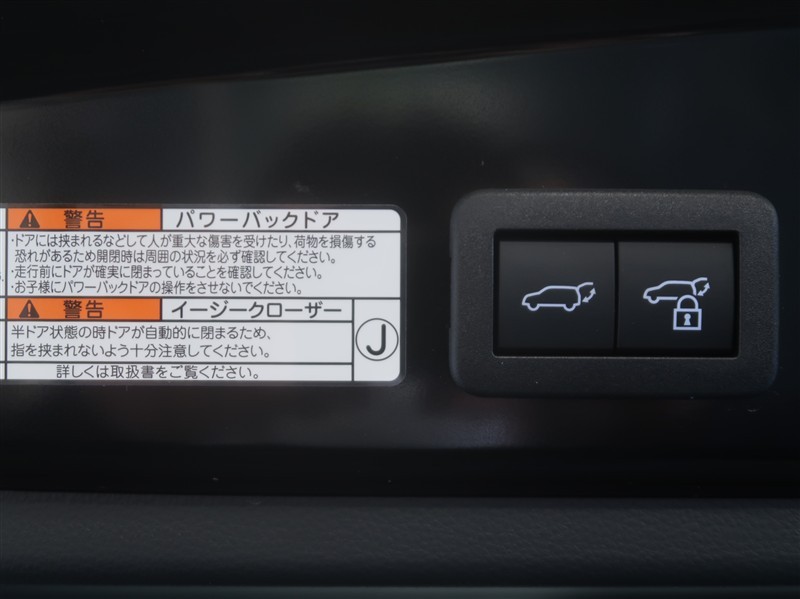 警告 パワーバックドア
・ドアには挟まれるなどして人が重大な傷害を受けたり、荷物を損傷する
恐れがあるため開閉時は周囲の状況を必ず確認してください。
・走行前にドアが確実に閉まっていることを確認してください。
・お子様にパワーバックドアの操作をさせないでください。
警告 イージークローザー
半ドア状態の時ドアが自動的に閉まるため、
指を挟まれないよう十分注意してください。
J
詳しくは取扱書をご覧ください。